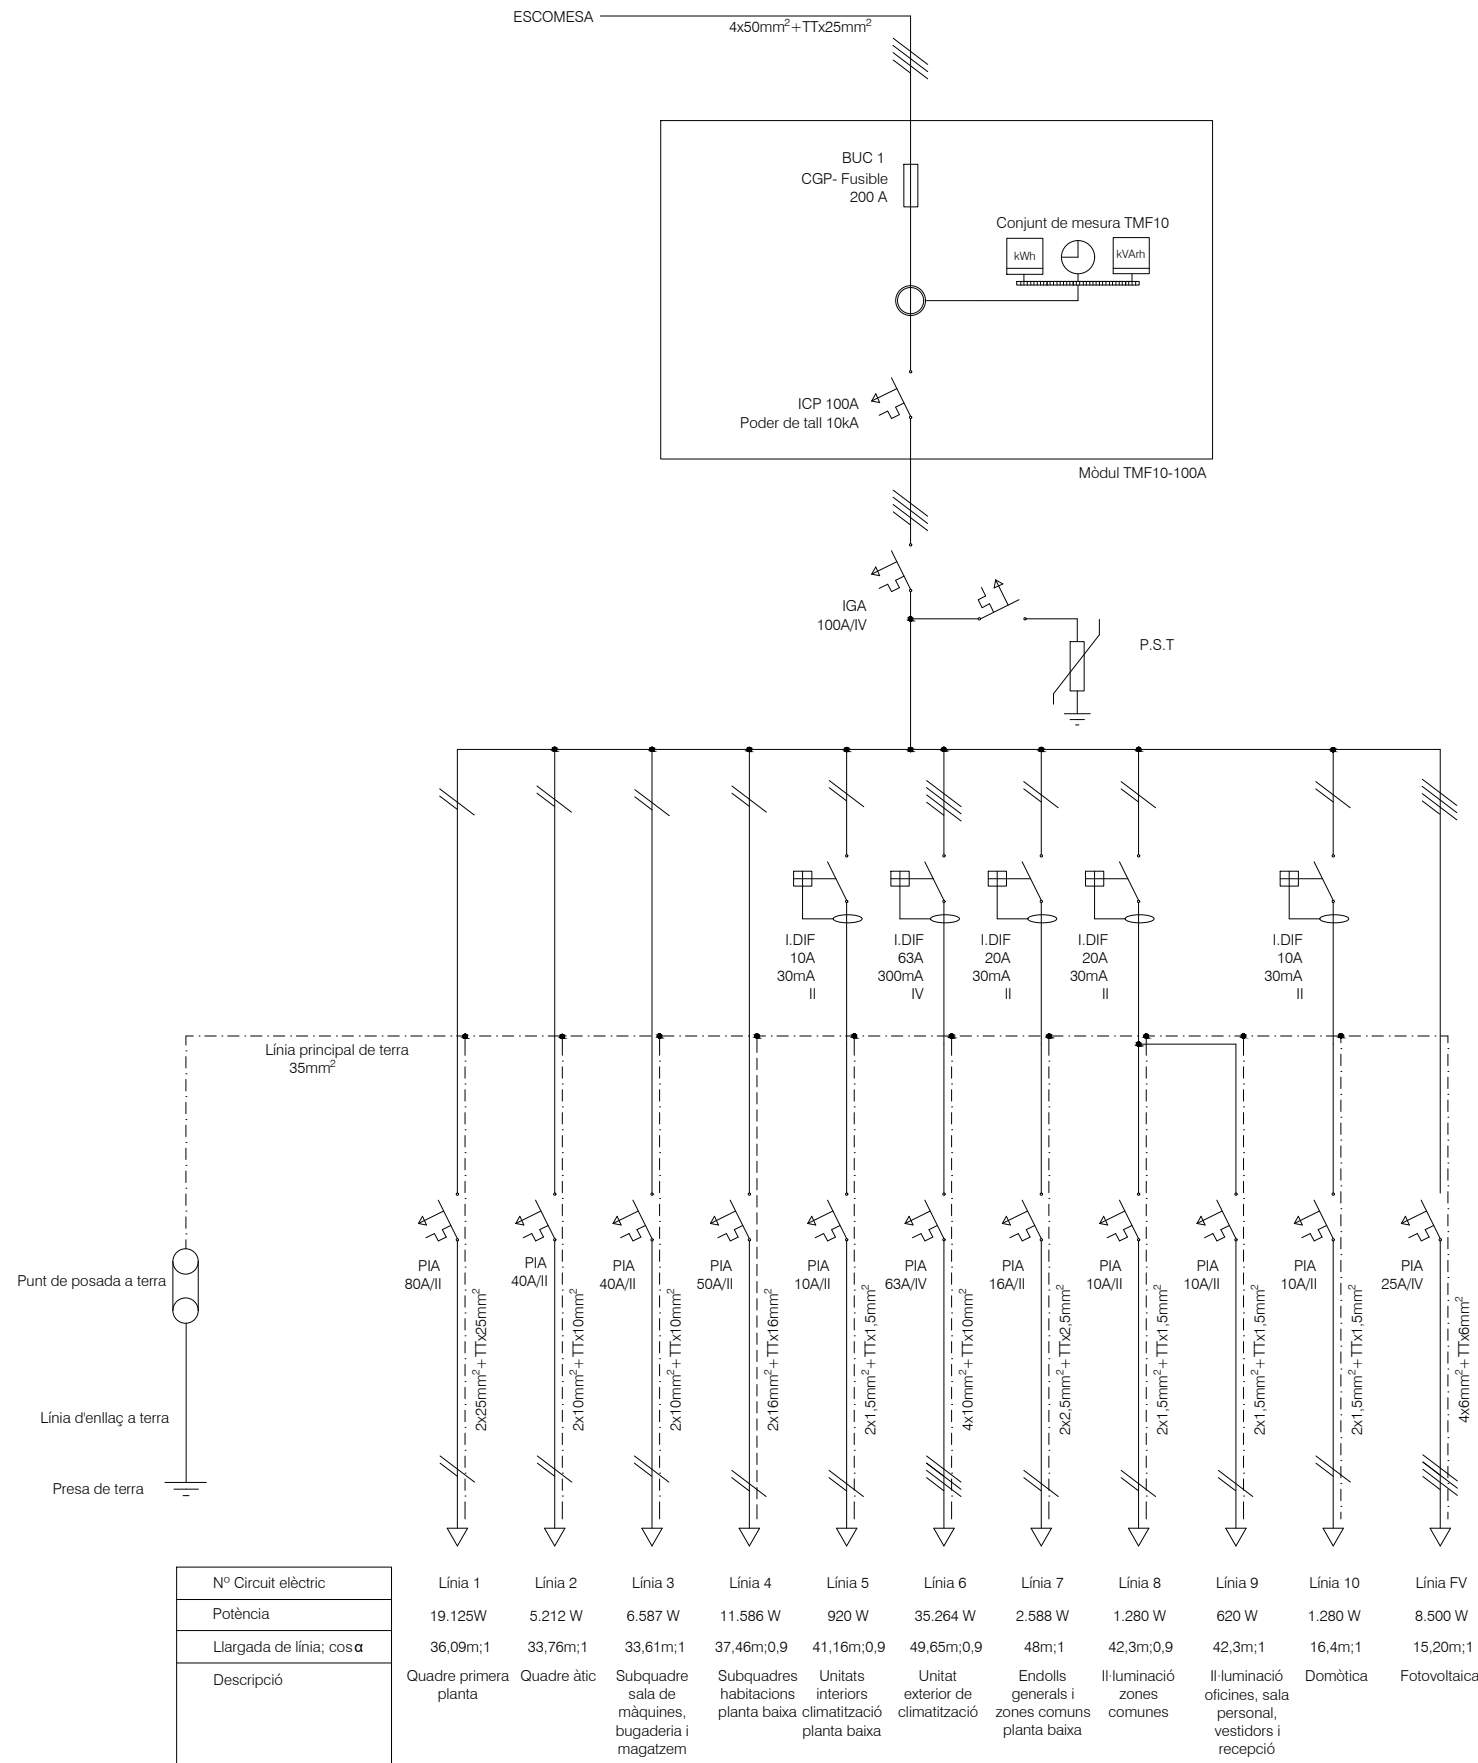 ESCOMESA
4x50mm²+TTx25mm²
BUC 1
CGP- Fusible
200 A
Conjunt de mesura TMF10
kWh
kVArh
ICP 100A
Poder de tall 10kA
Mòdul TMF10-100A
IGA
100A/IV
P.S.T
I.DIF
10A
30mA
II
I.DIF
63A
300mA
IV
I.DIF
20A
30mA
II
I.DIF
20A
30mA
II
I.DIF
10A
30mA
II
Línia principal de terra
35mm²
Punt de posada a terra
Línia d'enllaç a terra
Presa de terra
PIA
80A/II
PIA
40A/II
PIA
40A/II
PIA
50A/II
PIA
10A/II
PIA
63A/IV
PIA
16A/II
PIA
10A/II
PIA
10A/II
PIA
10A/II
PIA
25A/IV
2x25mm²+TTx25mm²
2x10mm²+TTx10mm²
2x10mm²+TTx10mm²
2x16mm²+TTx16mm²
2x1,5mm²+TTx1,5mm²
4x10mm²+TTx10mm²
2x2,5mm²+TTx2,5mm²
2x1,5mm²+TTx1,5mm²
2x1,5mm²+TTx1,5mm²
2x1,5mm²+TTx1,5mm²
4x6mm²+TTx6mm²
Nº Circuit elèctric Línia 1 Línia 2 Línia 3 Línia 4 Línia 5 Línia 6 Línia 7 Línia 8 Línia 9 Línia 10 Línia FV
Potència 19.125W 5.212 W 6.587 W 11.586 W 920 W 35.264 W 2.588 W 1.280 W 620 W 1.280 W 8.500 W
Llargada de línia; cosα 36,09m;1 33,76m;1 33,61m;1 37,46m;0,9 41,16m;0,9 49,65m;0,9 48m;1 42,3m;0,9 42,3m;1 16,4m;1 15,20m;1
Descripció
Quadre primera
planta
Quadre àtic
Subquadre
sala de
màquines,
bugaderia i
magatzem
Subquadres
habitacions
planta baixa
Unitats
interiors
climatització
planta baixa
Unitat
exterior de
climatització
Endolls
generals i
zones comuns
planta baixa
Il·luminació
zones
comunes
Il·luminació
oficines, sala
personal,
vestidors i
recepció
Domòtica
Fotovoltaica